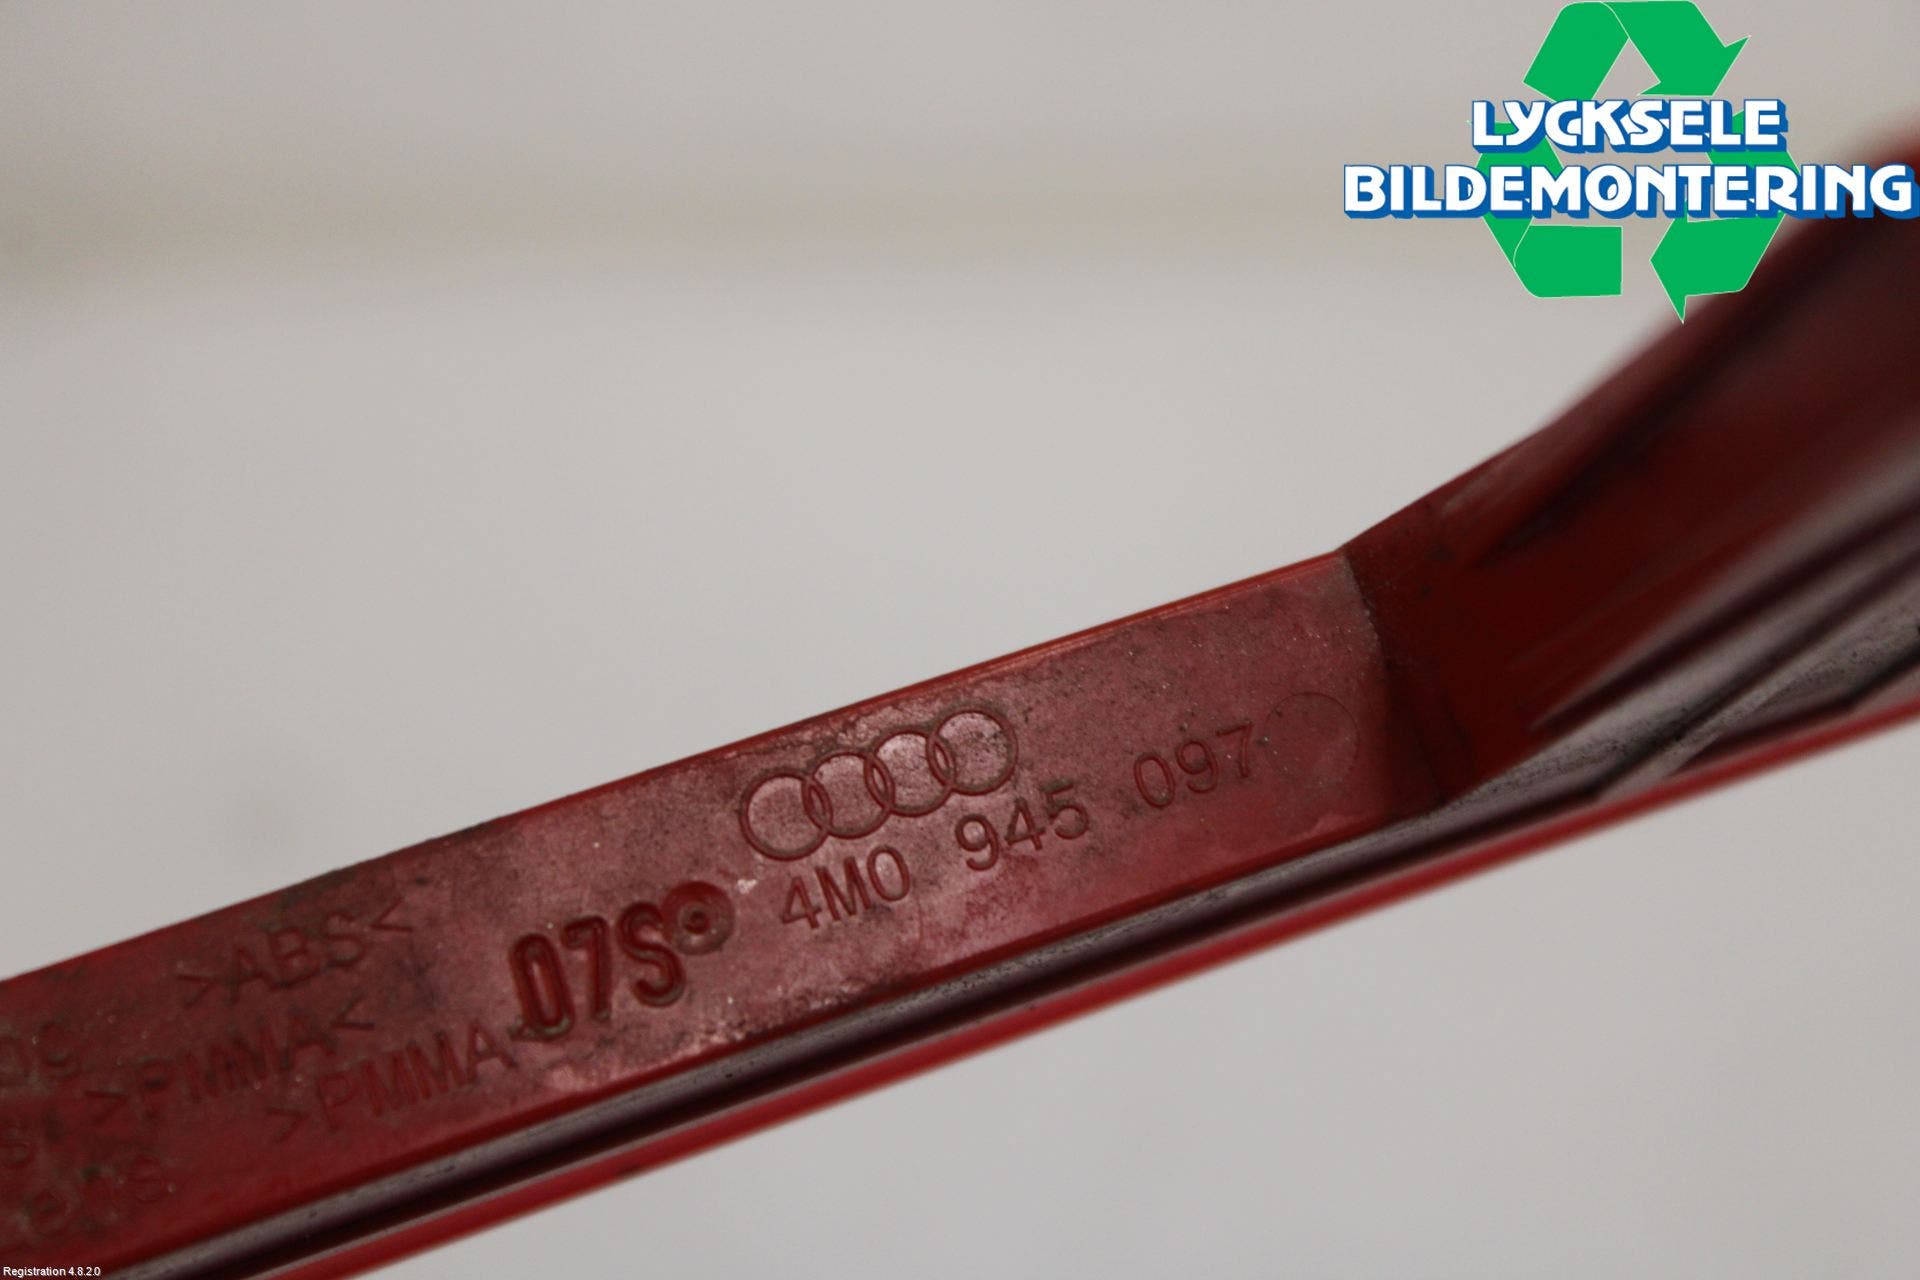 LYCKSELE
BILDEMONTERING
4M0 945 097
07S
>ABS<
>PMMA<
>PMMA
Registration 4.8.2.0